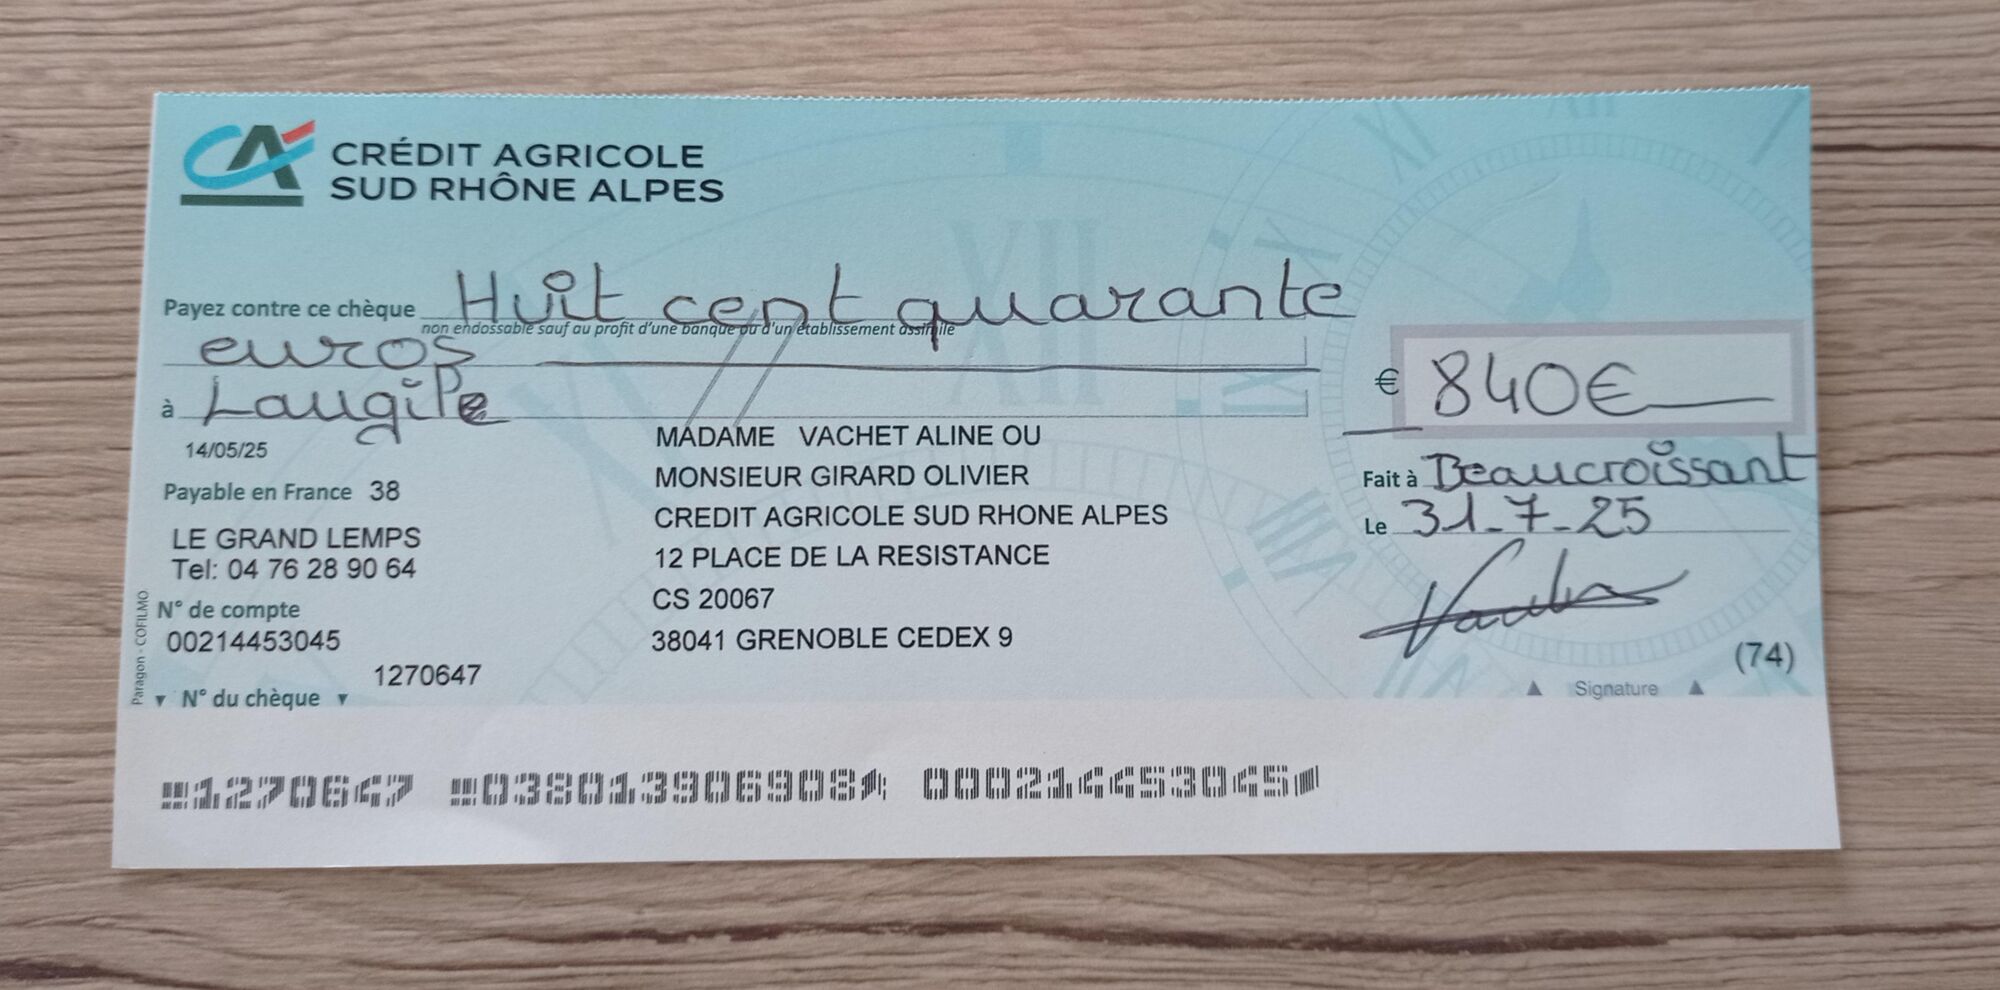 CA CRÉDIT AGRICOLE
SUD RHÔNE ALPES
Payez contre ce chèque Huit cent quarante
non endossable sauf au profit d'une banque ou d'un établissement assimilé
euros
€ 840€
à Laugile
14/05/25
Payable en France 38
LE GRAND LEMPS
Tel: 04 76 28 90 64
N° de compte
00214453045
1270647
▼ N° du chèque ▼
Paragon - COFILMO
MADAME VACHET ALINE OU
MONSIEUR GIRARD OLIVIER
CREDIT AGRICOLE SUD RHONE ALPES
12 PLACE DE LA RESISTANCE
CS 20067
38041 GRENOBLE CEDEX 9
Fait à Beaucroissant
Le 31-7-25
(74)
▲ Signature ▲
1270647 038013906908 000214453045